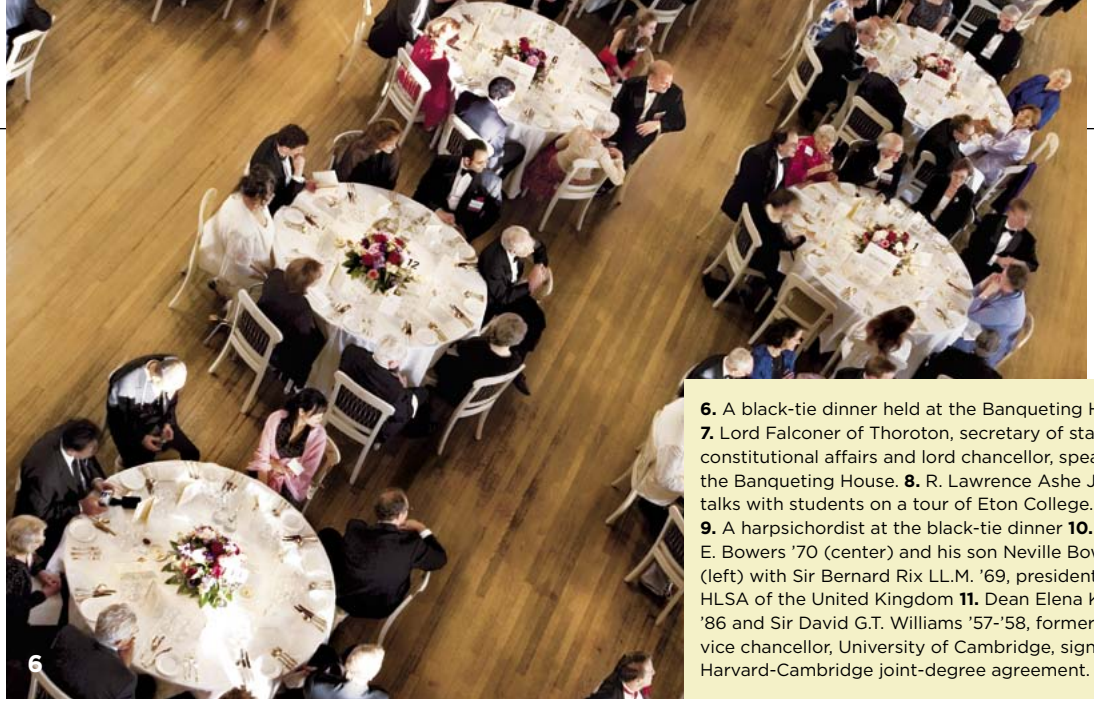 6
12
1
6
6. A black-tie dinner held at the Banqueting
7. Lord Falconer of Thoroton, secretary of
constitutional affairs and lord chancellor,
the Banqueting House. 8. R. Lawrence Ashe
talks with students on a tour of Eton College.
9. A harpsichordist at the black-tie dinner 10.
E. Bowers '70 (center) and his son Neville
(left) with Sir Bernard Rix LL.M. '69, president
HLSA of the United Kingdom 11. Dean Elena
'86 and Sir David G.T. Williams '57-'58, former
vice chancellor, University of Cambridge, sign
Harvard-Cambridge joint-degree agreement.